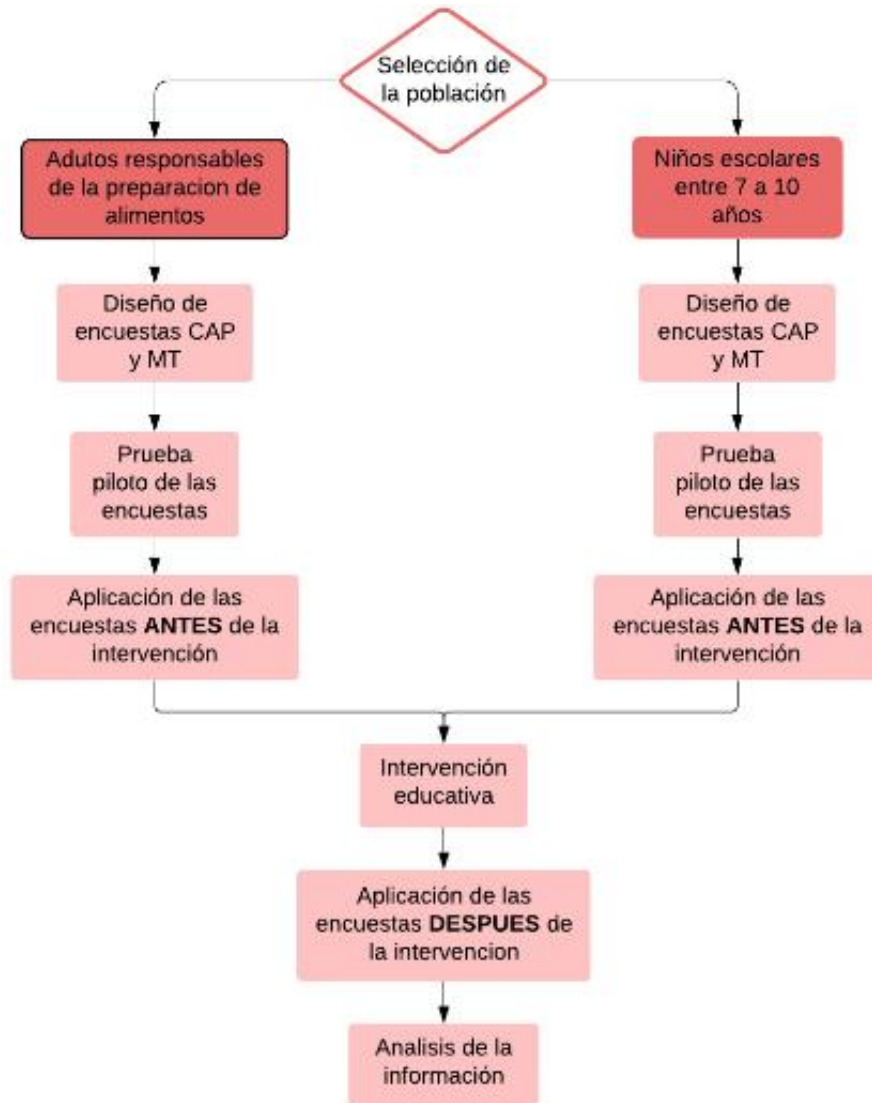 Selección de
la población
Adutos responsables
de la preparacion de
alimentos
Niños escolares
entre 7 a 10
años
Diseño de
encuestas CAP
y MT
Diseño de
encuestas CAP
y MT
Prueba
piloto de las
encuestas
Prueba
piloto de las
encuestas
Aplicación de las
encuestas ANTES de la
intervención
Aplicación de las
encuestas ANTES de la
intervención
Intervención
educativa
Aplicación de las
encuestas DESPUES de
la intervencion
Analisis de la
información